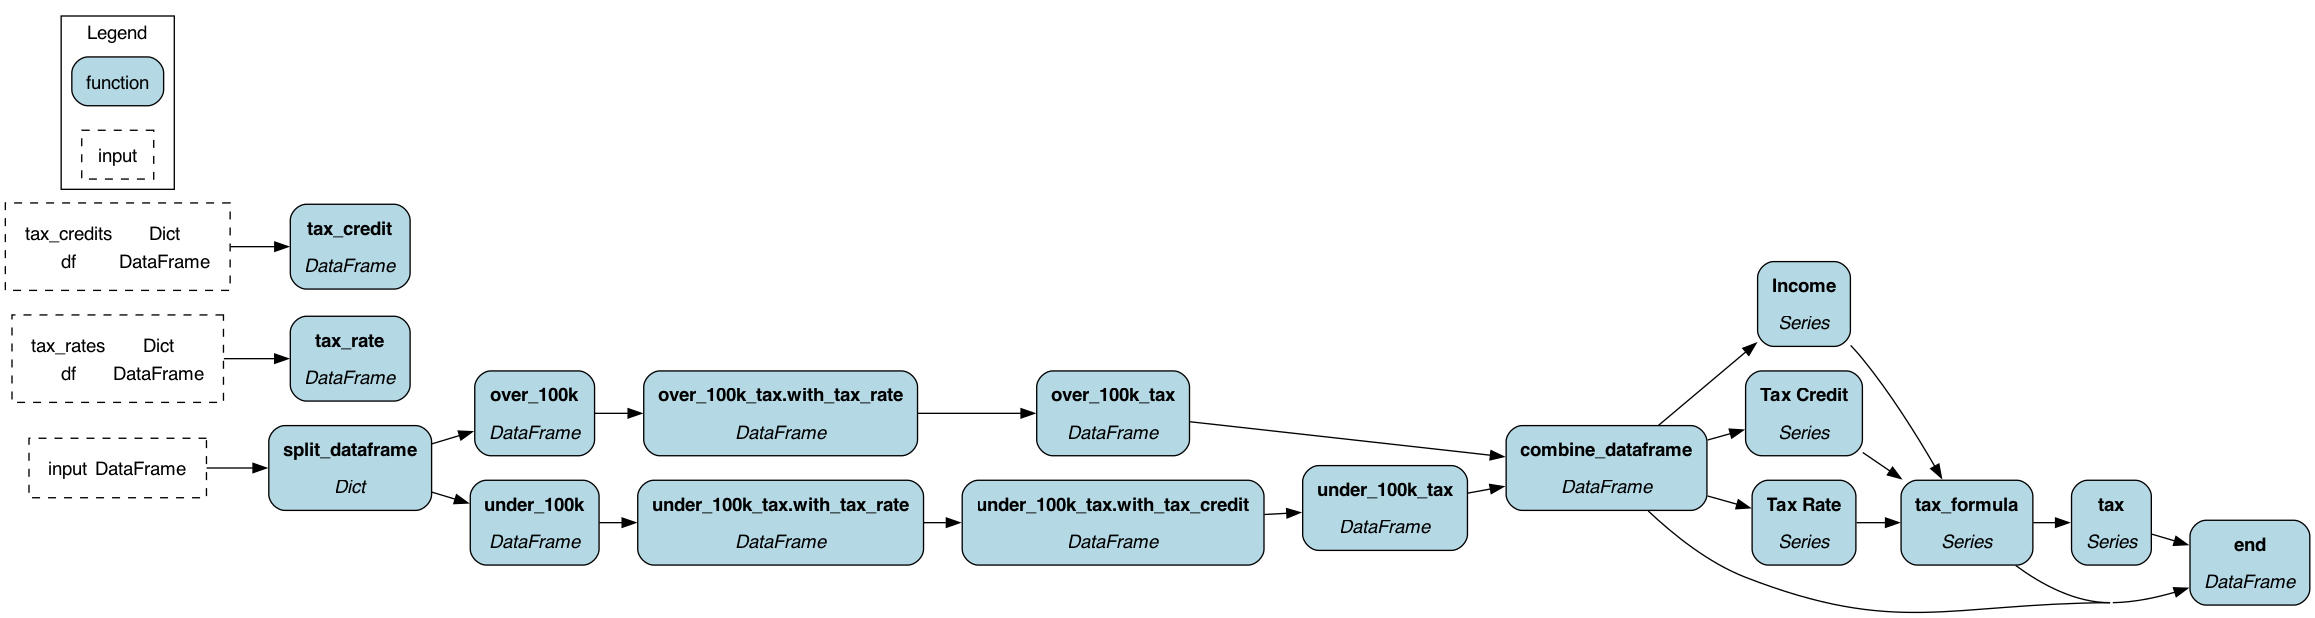 Legend
function
input
tax_credits Dict
df DataFrame
tax_credit
DataFrame
tax_rates Dict
df DataFrame
tax_rate
DataFrame
input DataFrame
split_dataframe
Dict
over_100k
DataFrame
over_100k_tax.with_tax_rate
DataFrame
over_100k_tax
DataFrame
under_100k
DataFrame
under_100k_tax.with_tax_rate
DataFrame
under_100k_tax.with_tax_credit
DataFrame
under_100k_tax
DataFrame
combine_dataframe
DataFrame
Income
Series
Tax Credit
Series
Tax Rate
Series
tax_formula
Series
tax
Series
end
DataFrame